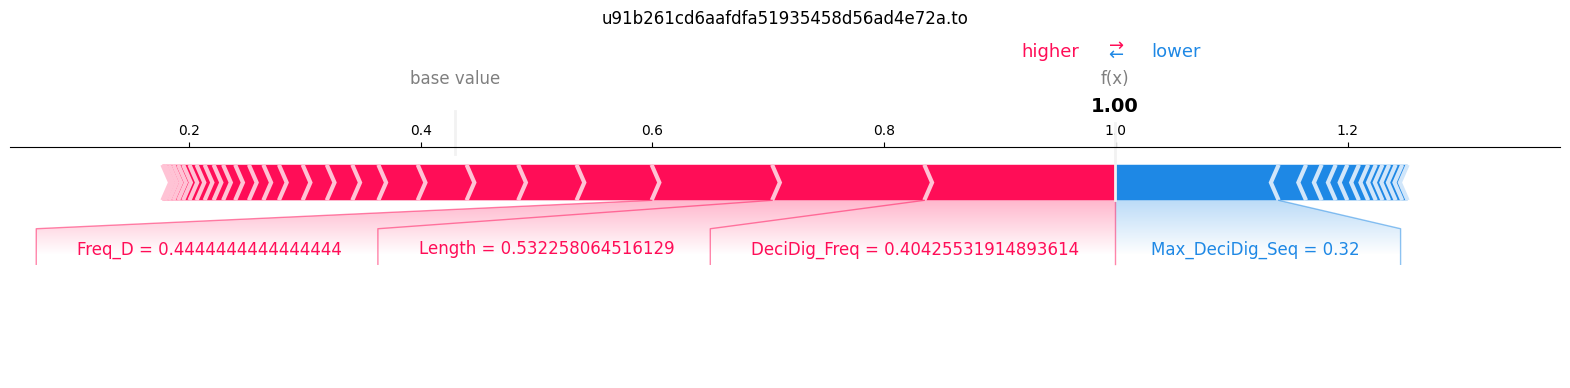 u91b261cd6aafdfa51935458d56ad4e72a.to
higher ⇄ lower
base value f(x)
1.00
0.2 0.4 0.6 0.8 1.0 1.2
Freq_D = 0.4444444444444444 Length = 0.532258064516129 DeciDig_Freq = 0.40425531914893614 Max_DeciDig_Seq = 0.32